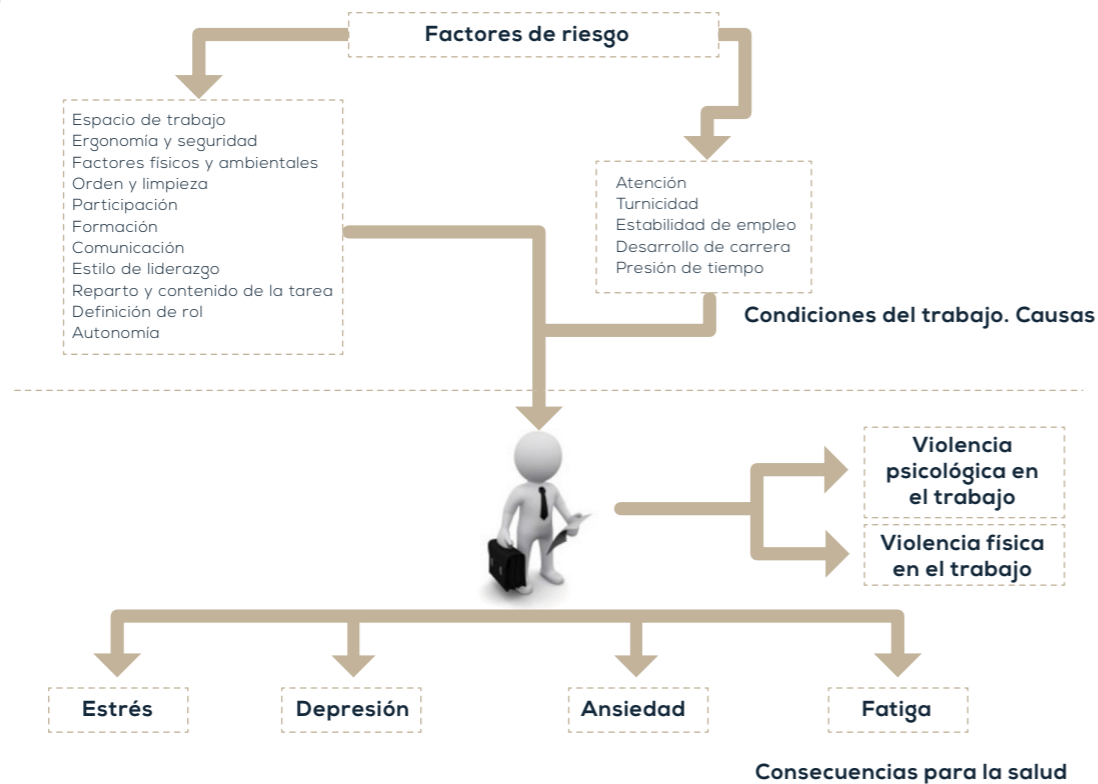 Factores de riesgo
Espacio de trabajo
Ergonomía y seguridad
Factores físicos y ambientales
Orden y limpieza
Participación
Formación
Comunicación
Estilo de liderazgo
Reparto y contenido de la tarea
Definición de rol
Autonomía
Atención
Turnicidad
Estabilidad de empleo
Desarrollo de carrera
Presión de tiempo
Condiciones del trabajo. Causas
Violencia
psicológica en
el trabajo
Violencia física
en el trabajo
Estrés
Depresión
Ansiedad
Fatiga
Consecuencias para la salud